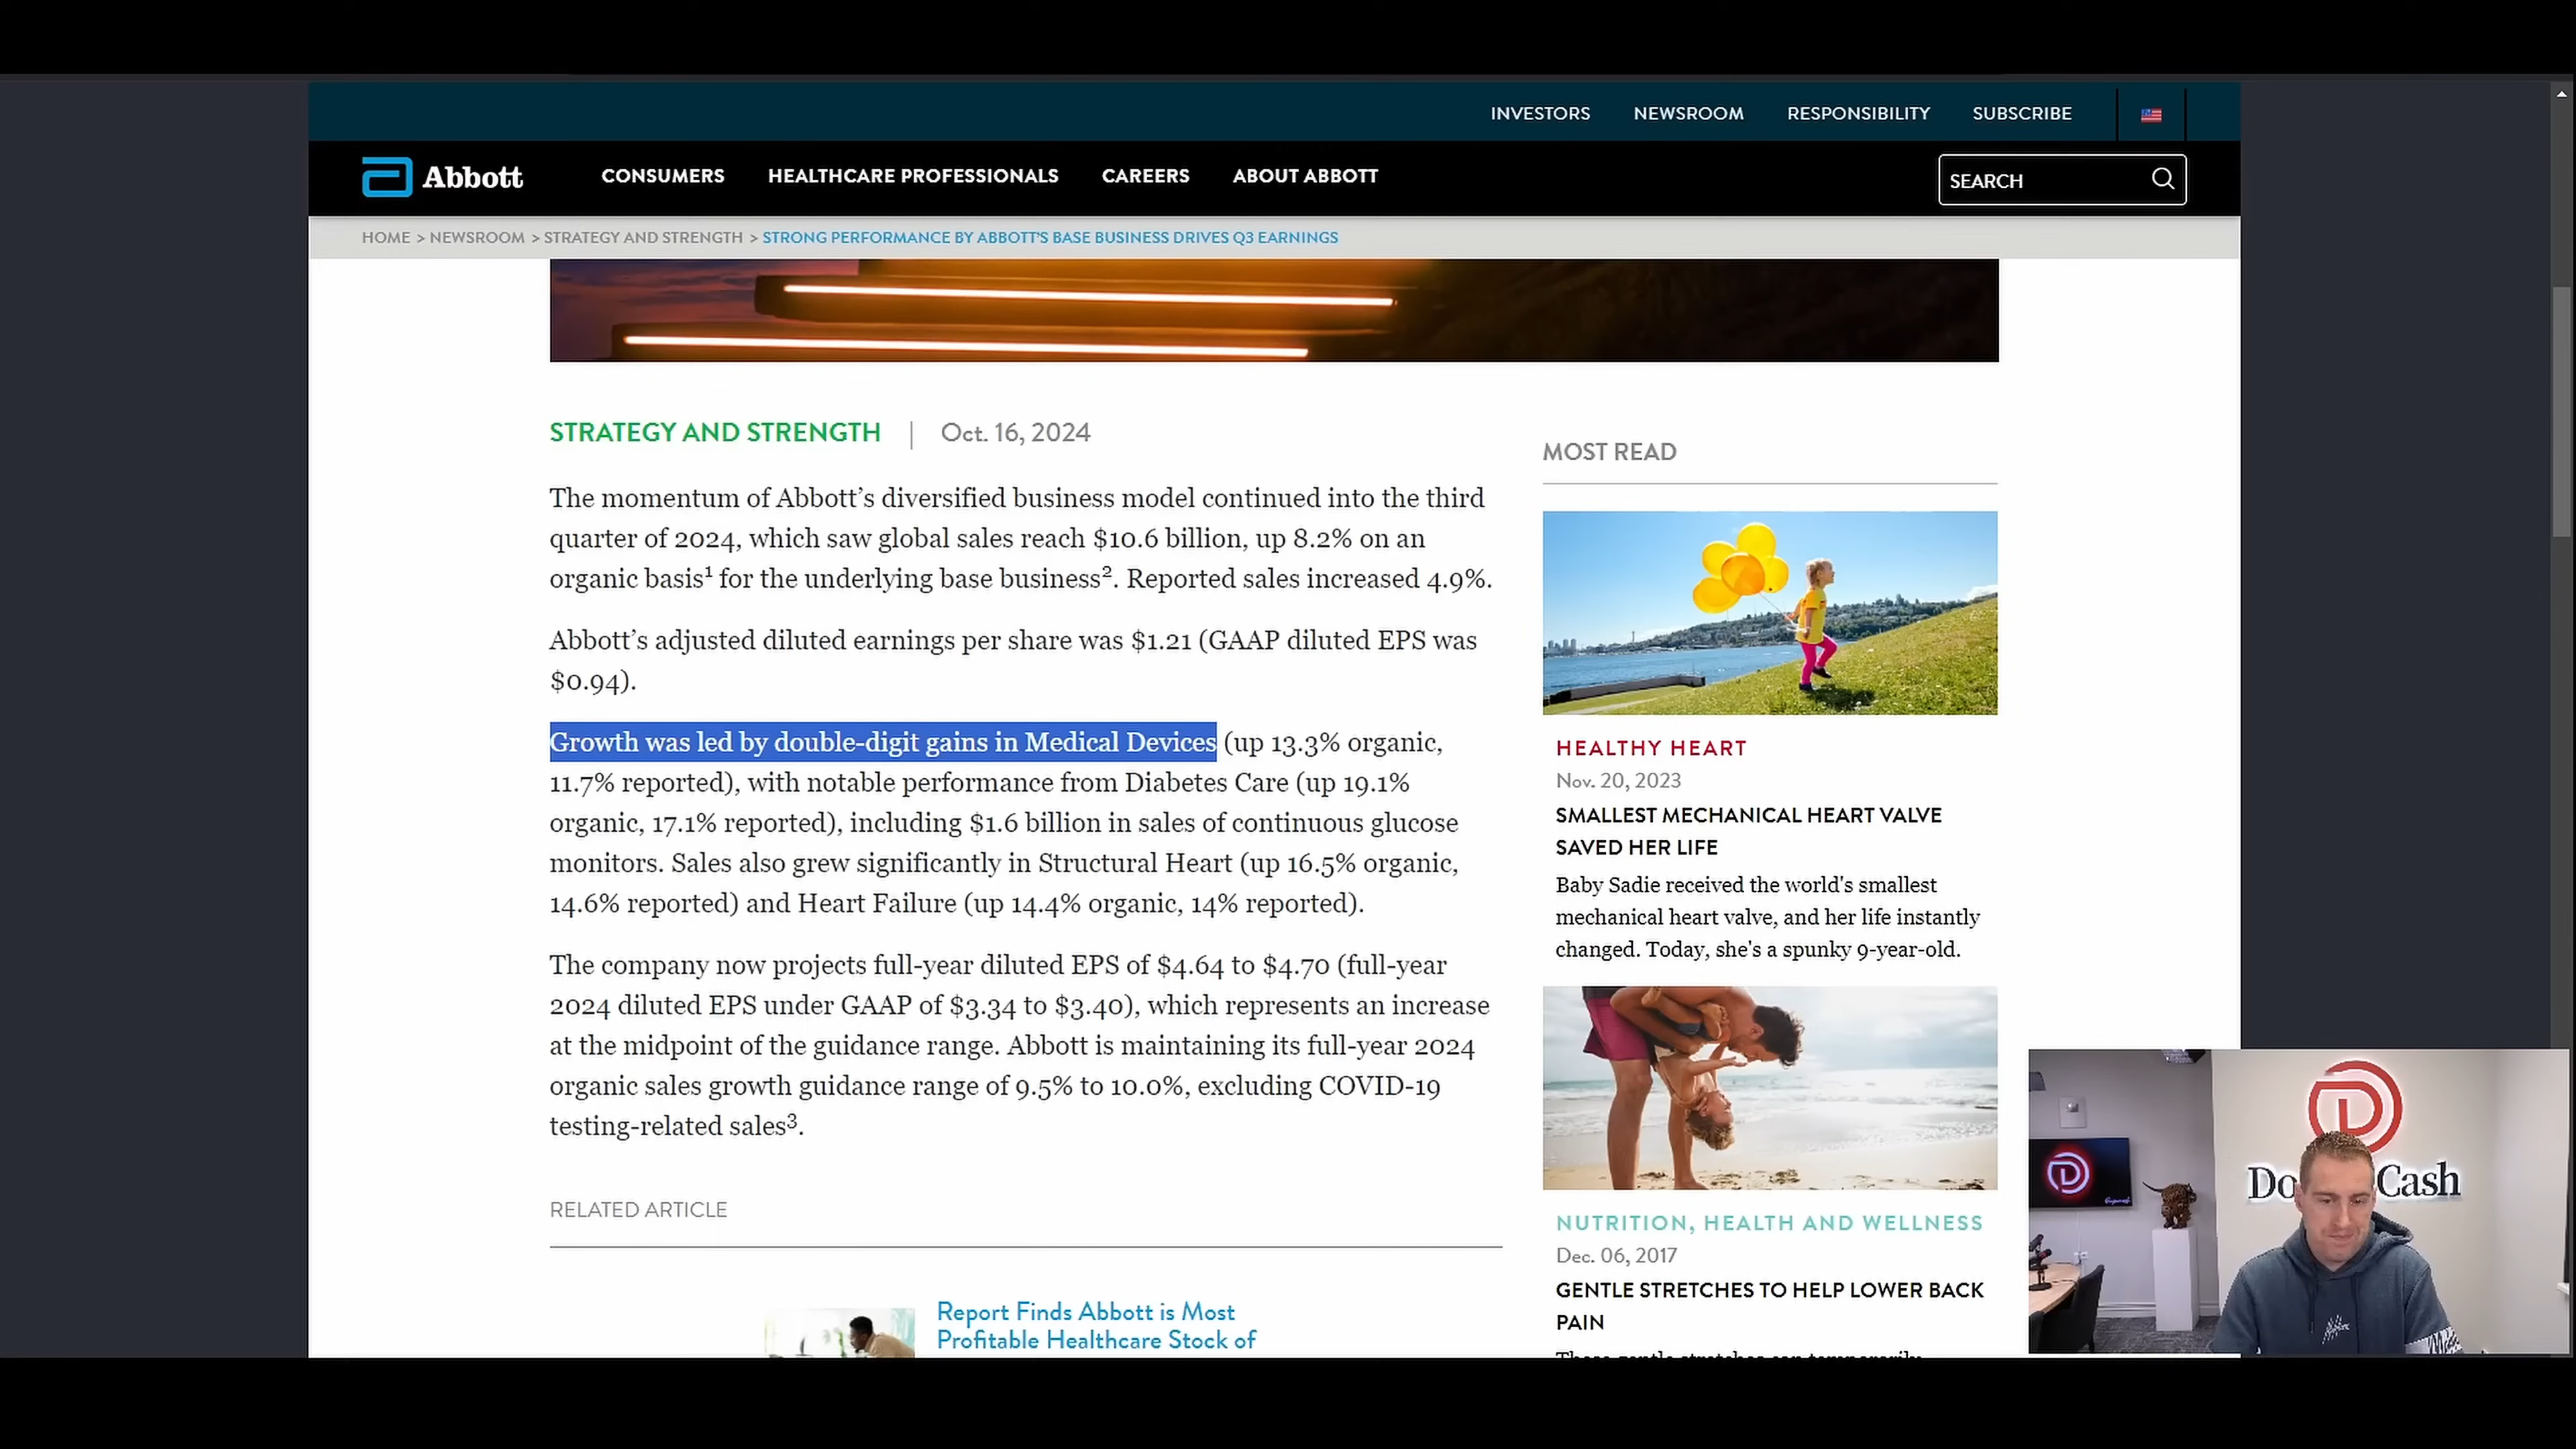 INVESTORS NEWSROOM RESPONSIBILITY SUBSCRIBE
Abbott CONSUMERS HEALTHCARE PROFESSIONALS CAREERS ABOUT ABBOTT SEARCH
HOME > NEWSROOM > STRATEGY AND STRENGTH > STRONG PERFORMANCE BY ABBOTT'S BASE BUSINESS DRIVES Q3 EARNINGS
STRATEGY AND STRENGTH | Oct. 16, 2024
The momentum of Abbott's diversified business model continued into the third
quarter of 2024, which saw global sales reach $10.6 billion, up 8.2% on an
organic basis¹ for the underlying base business². Reported sales increased 4.9%.
Abbott's adjusted diluted earnings per share was $1.21 (GAAP diluted EPS was
$0.94).
Growth was led by double-digit gains in Medical Devices (up 13.3% organic,
11.7% reported), with notable performance from Diabetes Care (up 19.1%
organic, 17.1% reported), including $1.6 billion in sales of continuous glucose
monitors. Sales also grew significantly in Structural Heart (up 16.5% organic,
14.6% reported) and Heart Failure (up 14.4% organic, 14% reported).
The company now projects full-year diluted EPS of $4.64 to $4.70 (full-year
2024 diluted EPS under GAAP of $3.34 to $3.40), which represents an increase
at the midpoint of the guidance range. Abbott is maintaining its full-year 2024
organic sales growth guidance range of 9.5% to 10.0%, excluding COVID-19
testing-related sales³.
RELATED ARTICLE
Report Finds Abbott is Most
Profitable Healthcare Stock of
MOST READ
HEALTHY HEART
Nov. 20, 2023
SMALLEST MECHANICAL HEART VALVE
SAVED HER LIFE
Baby Sadie received the world's smallest
mechanical heart valve, and her life instantly
changed. Today, she's a spunky 9-year-old.
NUTRITION, HEALTH AND WELLNESS
Dec. 06, 2017
GENTLE STRETCHES TO HELP LOWER BACK
PAIN
Do Cash